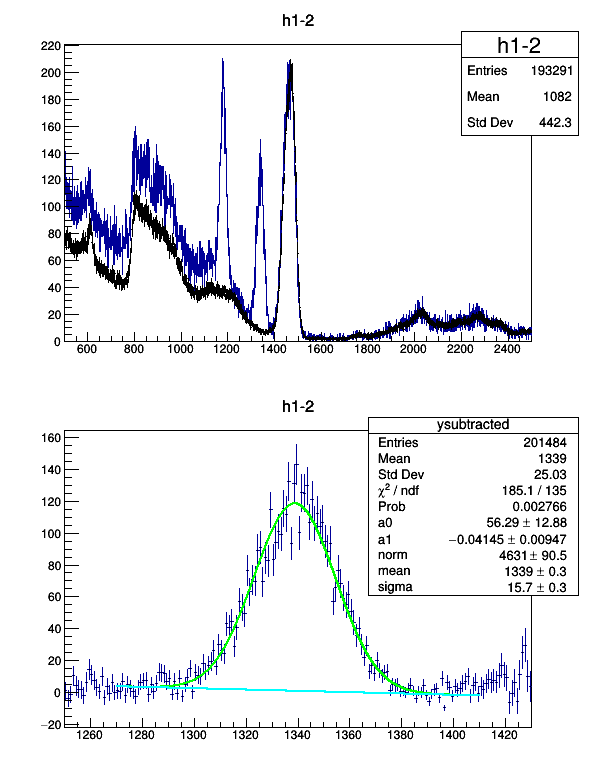 h1-2
h1-2
Entries 193291
Mean 1082
Std Dev 442.3
220
200
180
160
140
120
100
80
60
40
20
0
600 800 1000 1200 1400 1600 1800 2000 2200 2400
h1-2
ysubtracted
Entries 201484
Mean 1339
Std Dev 25.03
χ² / ndf 185.1 / 135
Prob 0.002766
a0 56.29 ± 12.88
a1 −0.04145 ± 0.00947
norm 4631 ± 90.5
mean 1339 ± 0.3
sigma 15.7 ± 0.3
160
140
120
100
80
60
40
20
0
−20
1260 1280 1300 1320 1340 1360 1380 1400 1420